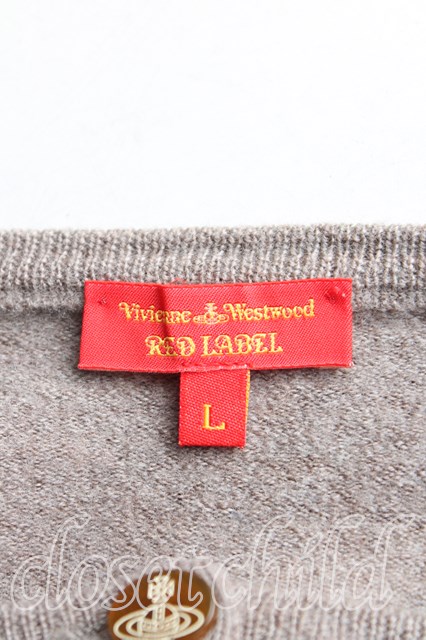 Vivienne Westwood
RED LABEL
L
closetchild